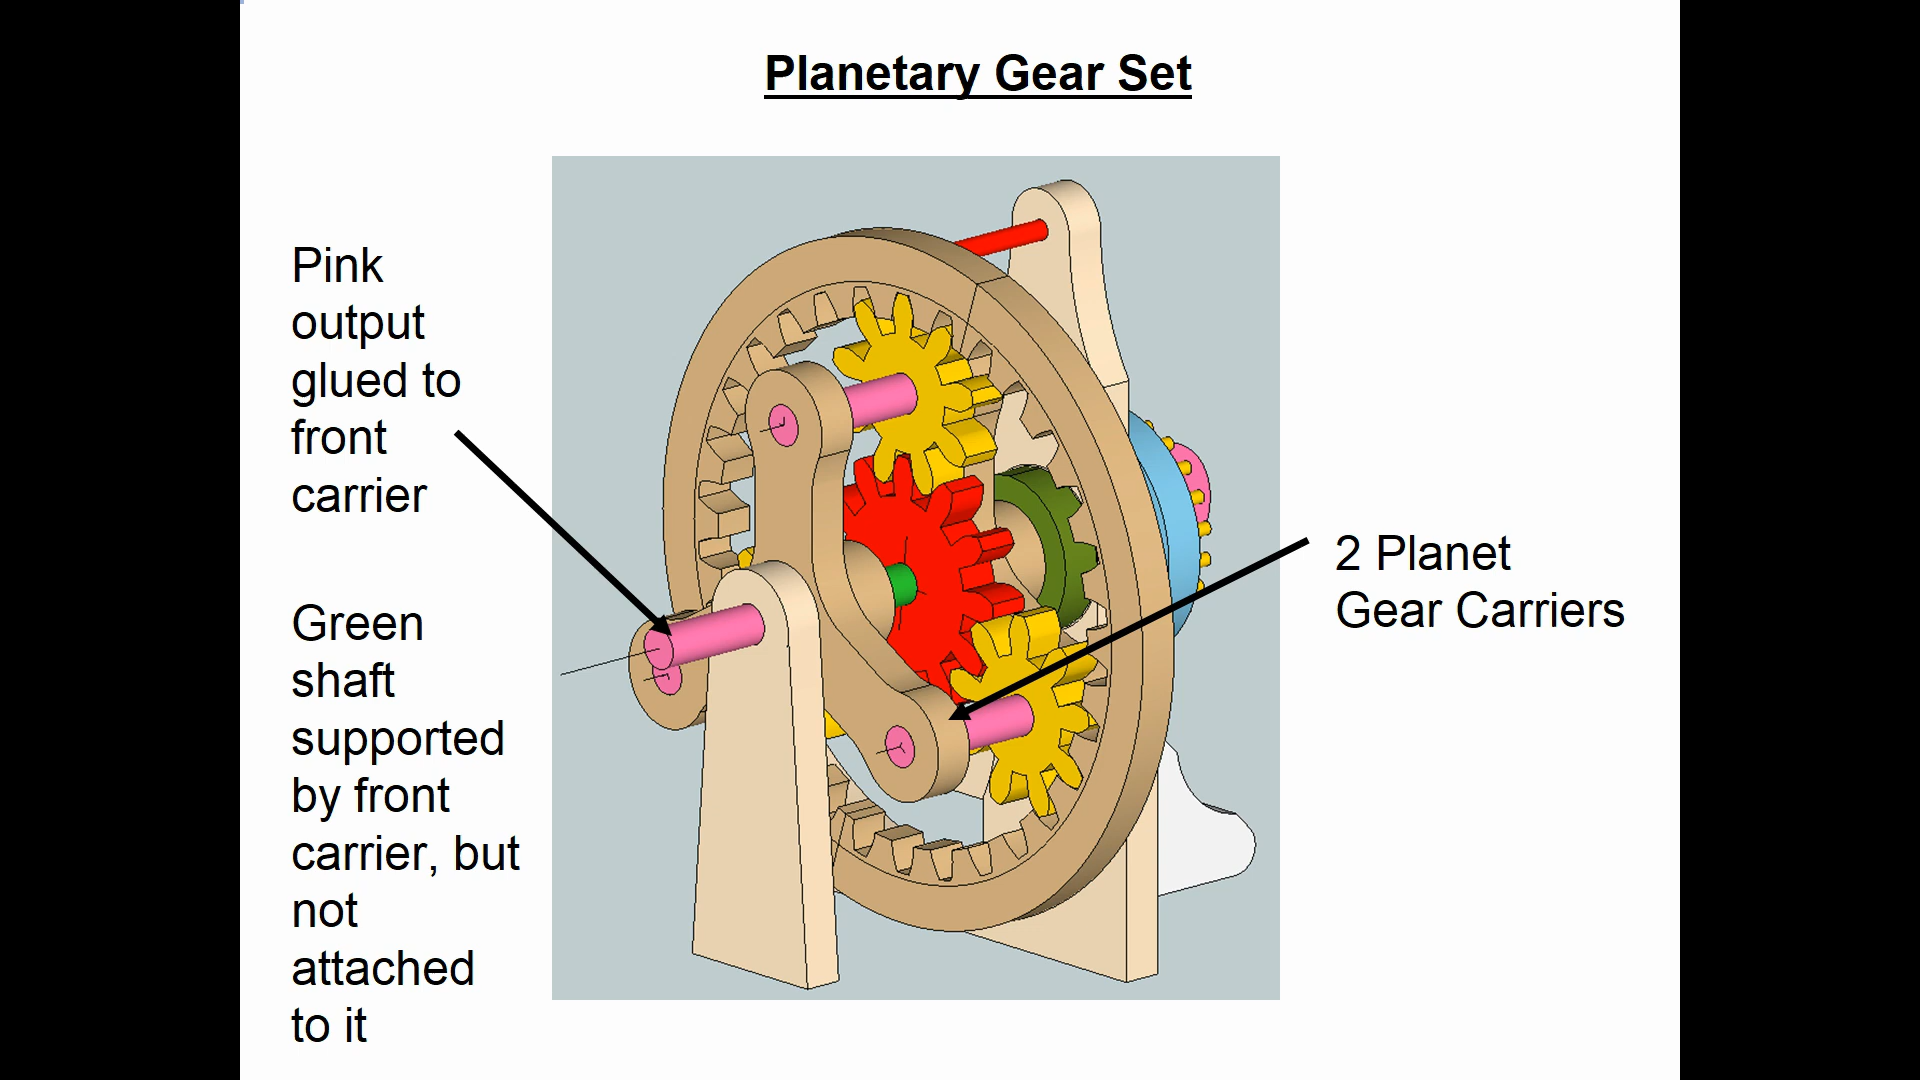 Planetary Gear Set
Pink
output
glued to
front
carrier
Green
shaft
supported
by front
carrier, but
not
attached
to it
2 Planet
Gear Carriers